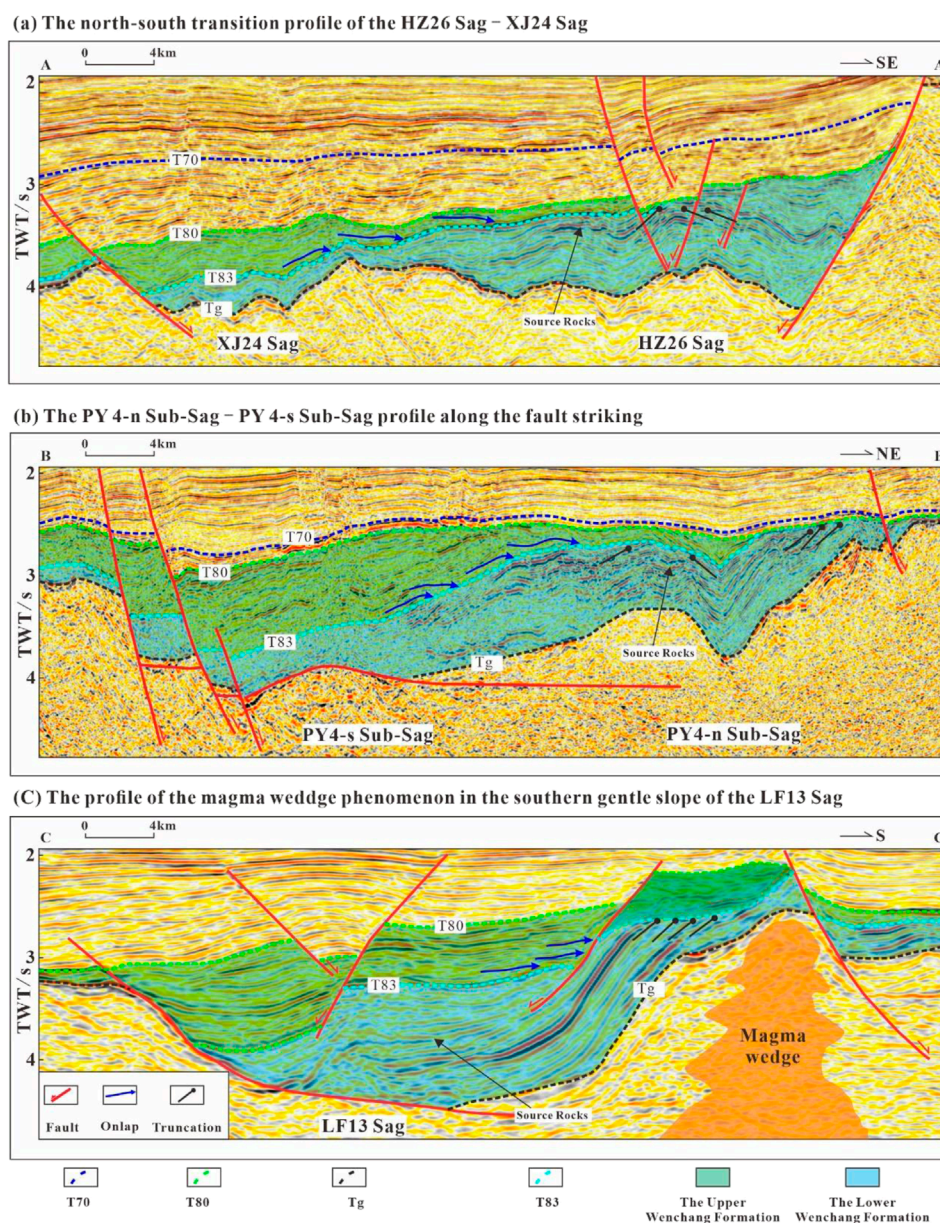 (a) The north-south transition profile of the HZ26 Sag – XJ24 Sag
0 4km
A SE A
2
T70
3
TWT/s
T80
T83
4
Tg
Source Rocks
XJ24 Sag HZ26 Sag
(b) The PY 4-n Sub-Sag – PY 4-s Sub-Sag profile along the fault striking
0 4km
B NE
2
T70
T80
3
TWT/s
Source Rocks
T83
Tg
4
PY4-s Sub-Sag PY4-n Sub-Sag
(C) The profile of the magma weddge phenomenon in the southern gentle slope of the LF13 Sag
0 4km
C S
2
T80
3
T83
TWT/s
Tg
Magma
wedge
4
Source Rocks
LF13 Sag
Fault Onlap Truncation
T70 T80 Tg T83 The Upper Wenchang Formation The Lower Wenchang Formation